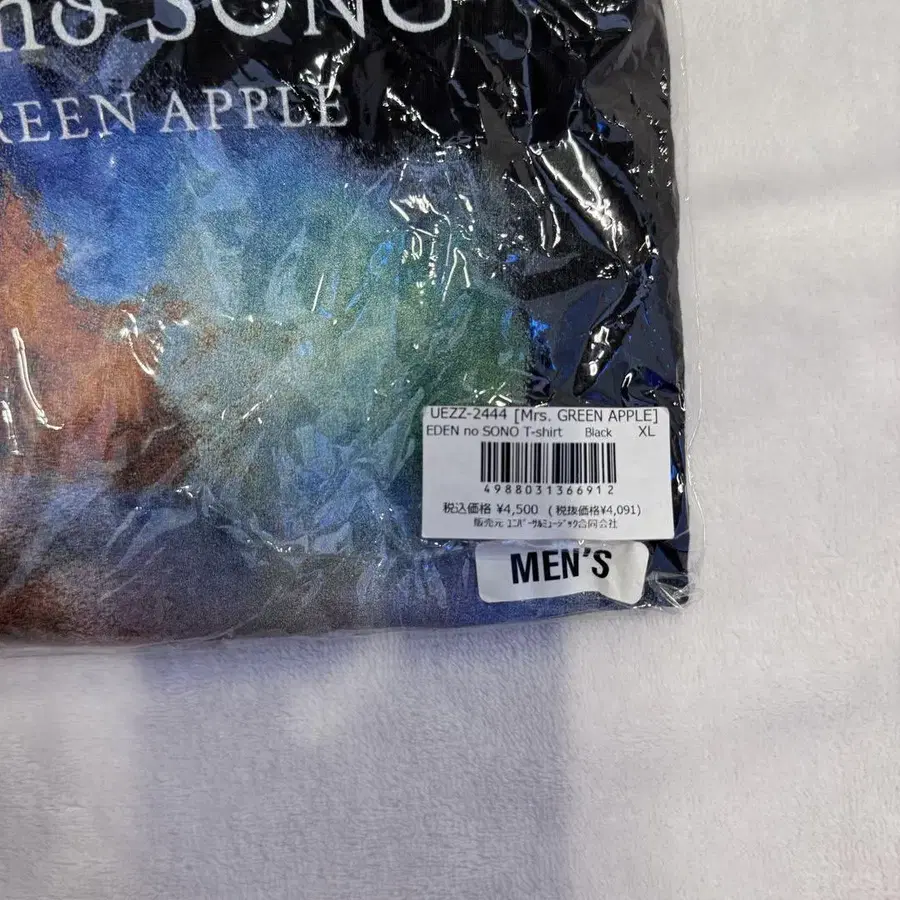 no SONO
REEN APPLE
UEZZ-2444 [Mrs. GREEN APPLE]
EDEN no SONO T-shirt Black XL
4988031366912
税込価格 ¥4,500 (税抜価格¥4,091)
販売元 ユニバーサルミュージック合同会社
MEN'S